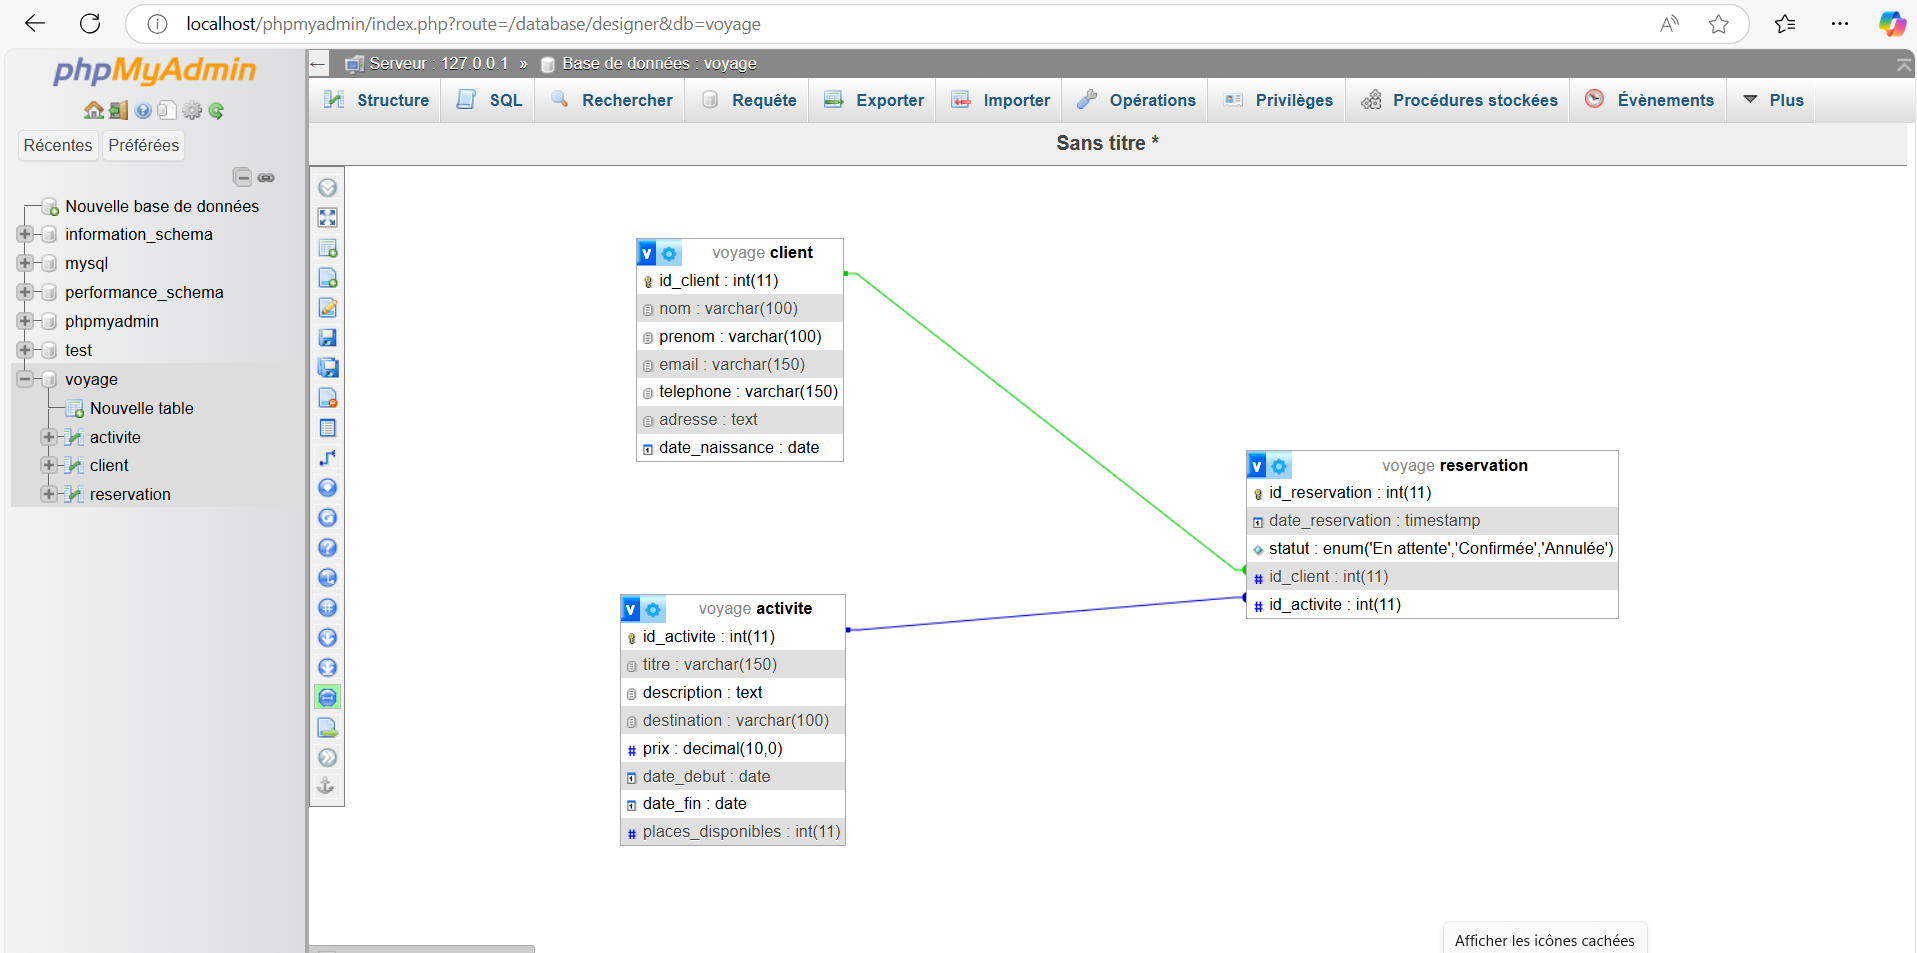 localhost/phpmyadmin/index.php?route=/database/designer&db=voyage
phpMyAdmin
Récentes
Préférées
Nouvelle base de données
information_schema
mysql
performance_schema
phpmyadmin
test
voyage
Nouvelle table
activite
client
reservation
Serveur : 127.0.0.1 » Base de données : voyage
Structure
SQL
Rechercher
Requête
Exporter
Importer
Opérations
Privilèges
Procédures stockées
Évènements
Plus
Sans titre *
v voyage client
id_client : int(11)
nom : varchar(100)
prenom : varchar(100)
email : varchar(150)
telephone : varchar(150)
adresse : text
date_naissance : date
v voyage activite
id_activite : int(11)
titre : varchar(150)
description : text
destination : varchar(100)
# prix : decimal(10,0)
date_debut : date
date_fin : date
# places_disponibles : int(11)
v voyage reservation
id_reservation : int(11)
date_reservation : timestamp
statut : enum('En attente','Confirmée','Annulée')
# id_client : int(11)
# id_activite : int(11)
Afficher les icônes cachées